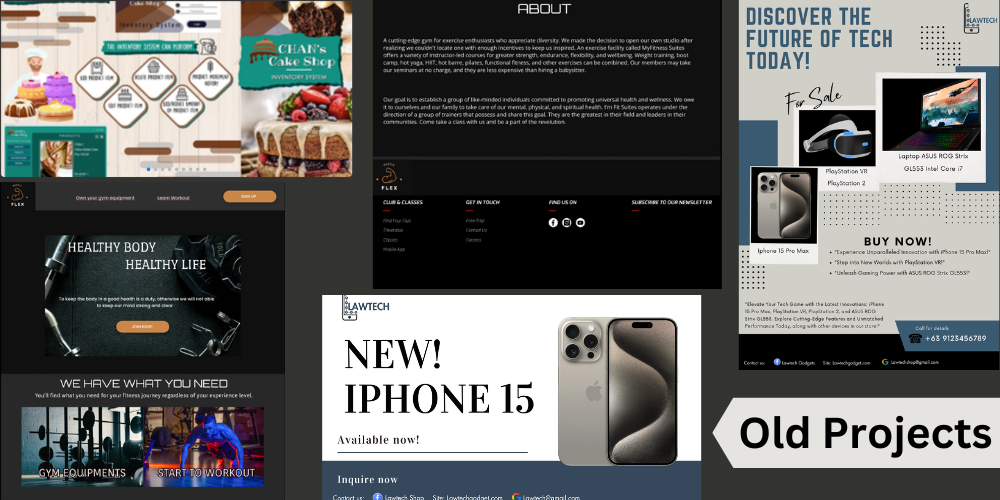 Cake Shop
Inventory System
THE INVENTORY SYSTEM CAN PERFORM
ADD PRODUCT ITEM
DELETE PRODUCT ITEM
PRODUCT MOVEMENT HISTORY
EDIT PRODUCT ITEM
CHAN's
Cake Shop
INVENTORY SYSTEM
PRODUCTS
FLEX
Own your gym equipment
Learn Workout
SIGN UP
HEALTHY BODY
HEALTHY LIFE
To keep the body in a good health is a duty, otherwise we will not able
to keep our mind strong and clear
JOIN NOW!
WE HAVE WHAT YOU NEED
You'll find what you need for your fitness journey regardless of your experience level.
GYM EQUIPMENTS
START TO WORKOUT
ABOUT
A cutting-edge gym for exercise enthusiasts who appreciate diversity. We made the decision to open our own studio after
realizing we couldn't locate one with enough incentives to keep us inspired. An exercise facility called MyFitness Suites
offers a variety of instructor-led courses for greater strength, endurance, flexibility, and wellbeing. Weight training, boot
camp, hot yoga, HIIT, hot barre, pilates, functional fitness, and other exercises can be combined. Our members may take
our seminars at no charge, and they are less expensive than hiring a babysitter.
Our goal is to establish a group of like-minded individuals committed to promoting universal health and wellness. We owe
it to ourselves and our family to take care of our mental, physical, and spiritual health. I'm Fit Suites operates under the
direction of a group of trainers that possess and share this goal. They are the greatest in their field and leaders in their
communities. Come take a class with us and be a part of the revolution.
FLEX
CLUB & CLASSES
Find Your Club
Timetable
Classes
Mobile App
GET IN TOUCH
Free Trial
Contact Us
Careers
FIND US ON
SUBSCRIBE TO OUR NEWSLETTER
LAWTECH
NEW!
IPHONE 15
Available now!
Inquire now
Contact us:
Lawtech Shop
Site: Lawtechgadget.com
Lawtech@gmail.com
DISCOVER THE
FUTURE OF TECH
TODAY!
LAWTECH
For Sale
PlayStation VR
PlayStation 2
Laptop ASUS ROG Strix
GL553 Intel Core i7
Iphone 15 Pro Max
BUY NOW!
"Experience Unparalleled Innovation with iPhone 15 Pro Max!"
"Step into New Worlds with PlayStation VR!"
"Unleash Gaming Power with ASUS ROG GL553!"
"Elevate Your Tech Game with the Latest Innovations: iPhone
15 Pro Max, PlayStation VR, PlayStation 2, and ASUS ROG
Strix GL553. Explore Cutting-Edge Features and Unmatched
Performance Today, along with other devices in our store!"
Call for details
+63 9123456789
Contact us:
Lawtech Gadgets
Site: Lawtechgadget.com
Lawtechshop@gmail.com
Old Projects